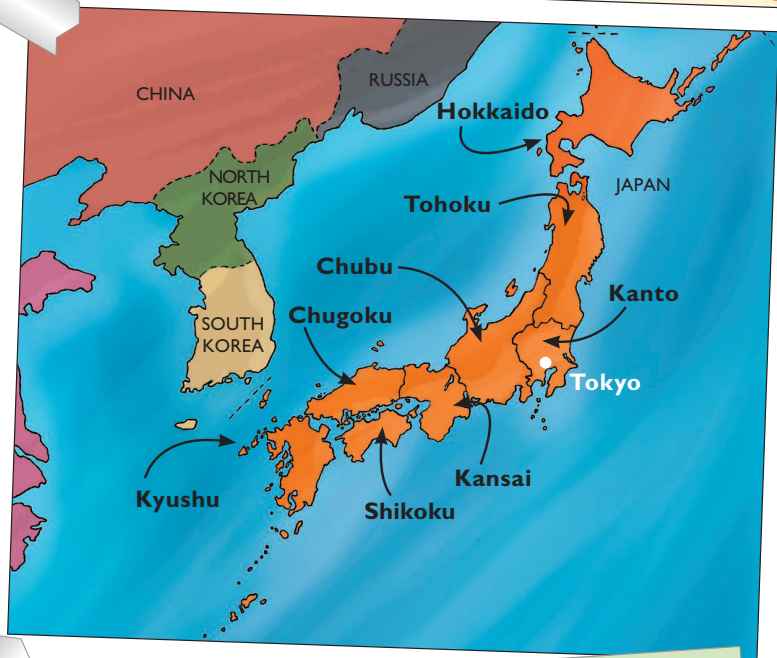 CHINA
RUSSIA
Hokkaido
NORTH
KOREA
JAPAN
Tohoku
Chubu
Kanto
Chugoku
SOUTH
KOREA
Tokyo
Kansai
Kyushu
Shikoku